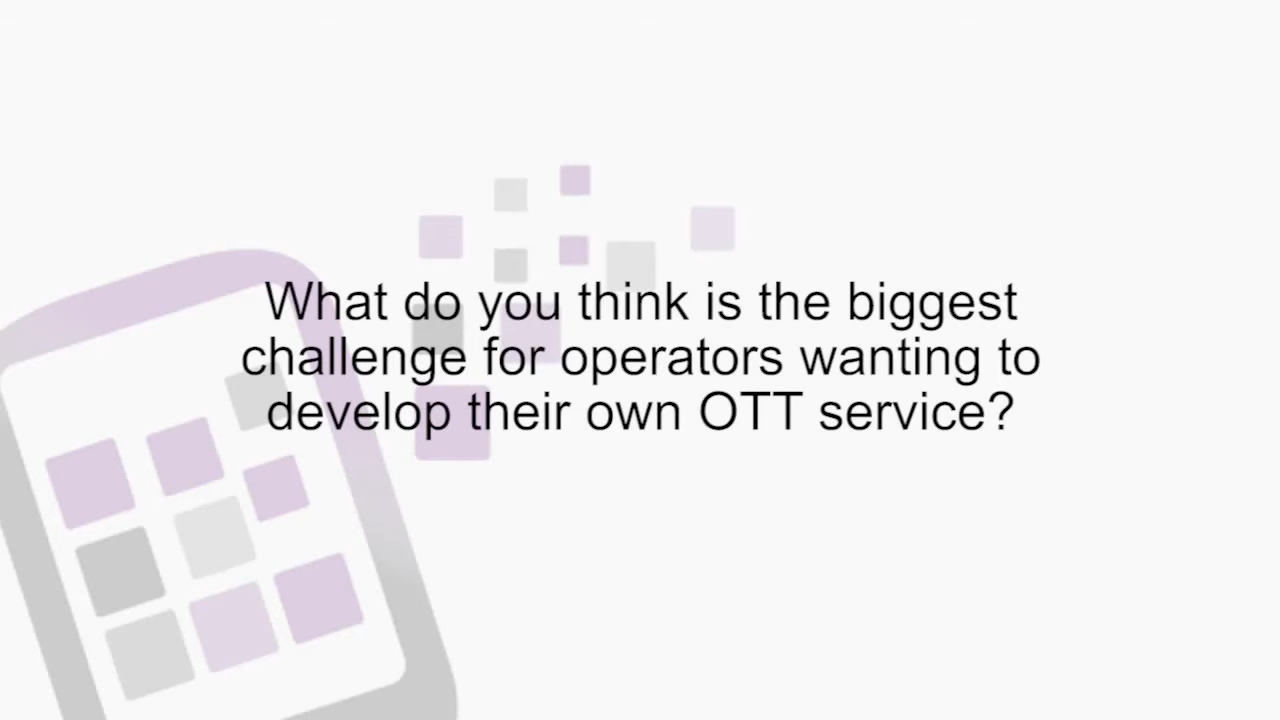 What do you think is the biggest
challenge for operators wanting to
develop their own OTT service?